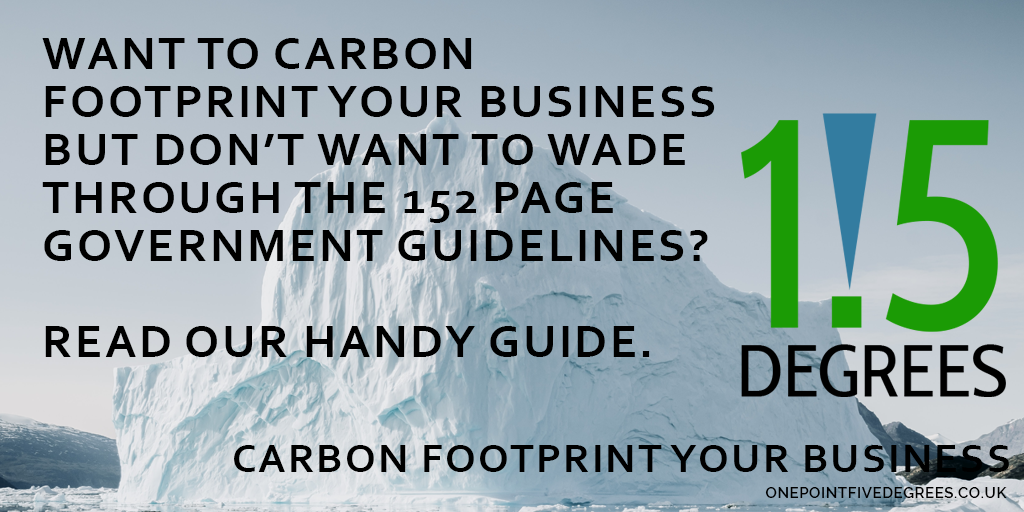 WANT TO CARBON
FOOTPRINT YOUR BUSINESS
BUT DON'T WANT TO WADE
THROUGH THE 152 PAGE
GOVERNMENT GUIDELINES?
READ OUR HANDY GUIDE.
1.5
DEGREES
CARBON FOOTPRINT YOUR BUSINESS
ONEPOINTFIVEDEGREES.CO.UK